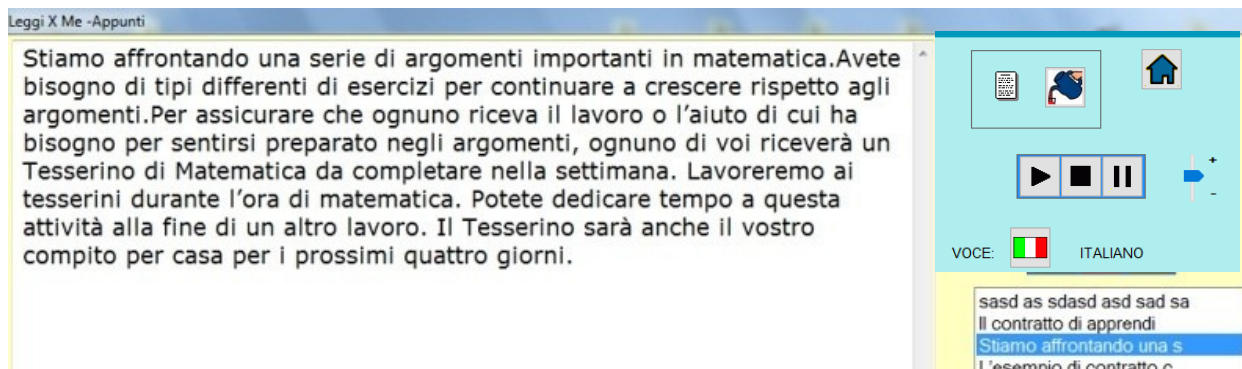 Leggi X Me -Appunti
Stiamo affrontando una serie di argomenti importanti in matematica.Avete
bisogno di tipi differenti di esercizi per continuare a crescere rispetto agli
argomenti.Per assicurare che ognuno riceva il lavoro o l'aiuto di cui ha
bisogno per sentirsi preparato negli argomenti, ognuno di voi riceverà un
Tesserino di Matematica da completare nella settimana. Lavoreremo ai
tesserini durante l'ora di matematica. Potete dedicare tempo a questa
attività alla fine di un altro lavoro. Il Tesserino sarà anche il vostro
compito per casa per i prossimi quattro giorni.
+
-
VOCE: ITALIANO
sasd as sdasd asd sad sa
Il contratto di apprendi
Stiamo affrontando una s
L'esempio di contratto c